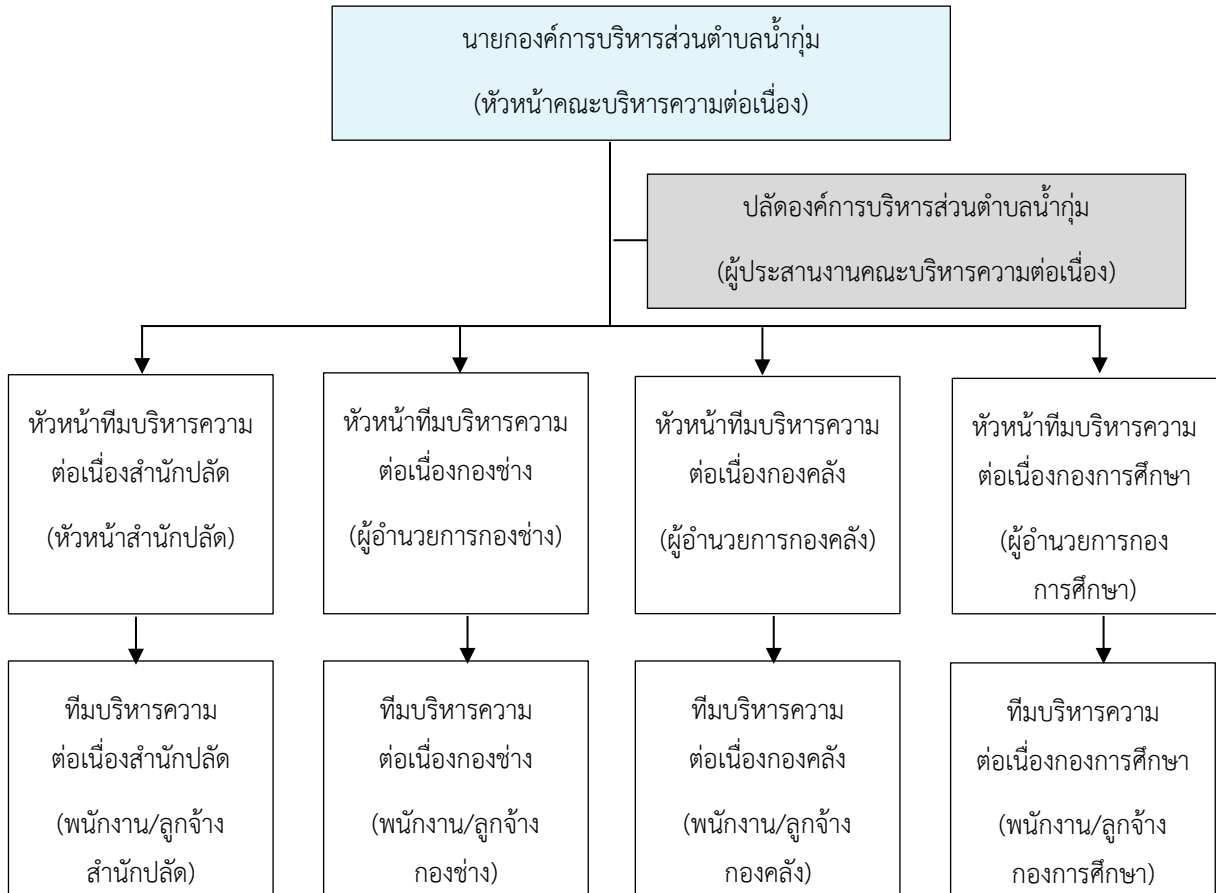 นายกองค์การบริหารส่วนตำบลน้ำกุ่ม
(หัวหน้าคณะบริหารความต่อเนื่อง)
ปลัดองค์การบริหารส่วนตำบลน้ำกุ่ม
(ผู้ประสานงานคณะบริหารความต่อเนื่อง)
หัวหน้าทีมบริหารความ
ต่อเนื่องสำนักปลัด
(หัวหน้าสำนักปลัด)
หัวหน้าทีมบริหารความ
ต่อเนื่องกองช่าง
(ผู้อำนวยการกองช่าง)
หัวหน้าทีมบริหารความ
ต่อเนื่องกองคลัง
(ผู้อำนวยการกองคลัง)
หัวหน้าทีมบริหารความ
ต่อเนื่องกองการศึกษา
(ผู้อำนวยการกอง
การศึกษา)
ทีมบริหารความ
ต่อเนื่องสำนักปลัด
(พนักงาน/ลูกจ้าง
สำนักปลัด)
ทีมบริหารความ
ต่อเนื่องกองช่าง
(พนักงาน/ลูกจ้าง
กองช่าง)
ทีมบริหารความ
ต่อเนื่องกองคลัง
(พนักงาน/ลูกจ้าง
กองคลัง)
ทีมบริหารความ
ต่อเนื่องกองการศึกษา
(พนักงาน/ลูกจ้าง
กองการศึกษา)